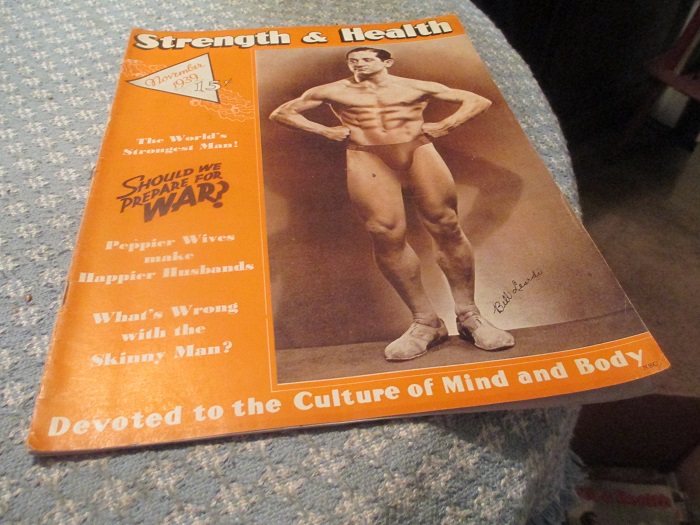 Strength & Health
November
1939
15¢
The World's
Strongest Man!
SHOULD WE
PREPARE FOR
WAR?
Peppier Wives
make
Happier Husbands
What's Wrong
with the
Skinny Man?
Bill
Devoted to the Culture of Mind and Body